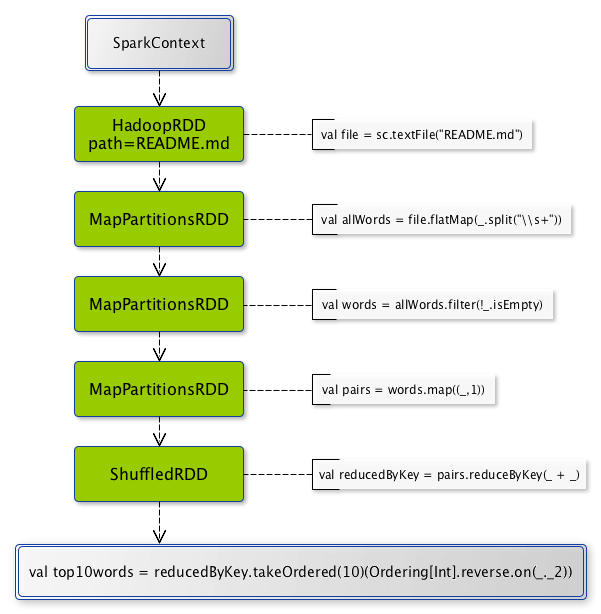 SparkContext
HadoopRDD
path=README.md
val file = sc.textFile("README.md")
MapPartitionsRDD
val allWords = file.flatMap(_.split("\\s+"))
MapPartitionsRDD
val words = allWords.filter(!_.isEmpty)
MapPartitionsRDD
val pairs = words.map((_,1))
ShuffledRDD
val reducedByKey = pairs.reduceByKey(_ + _)
val top10words = reducedByKey.takeOrdered(10)(Ordering[Int].reverse.on(_._2))